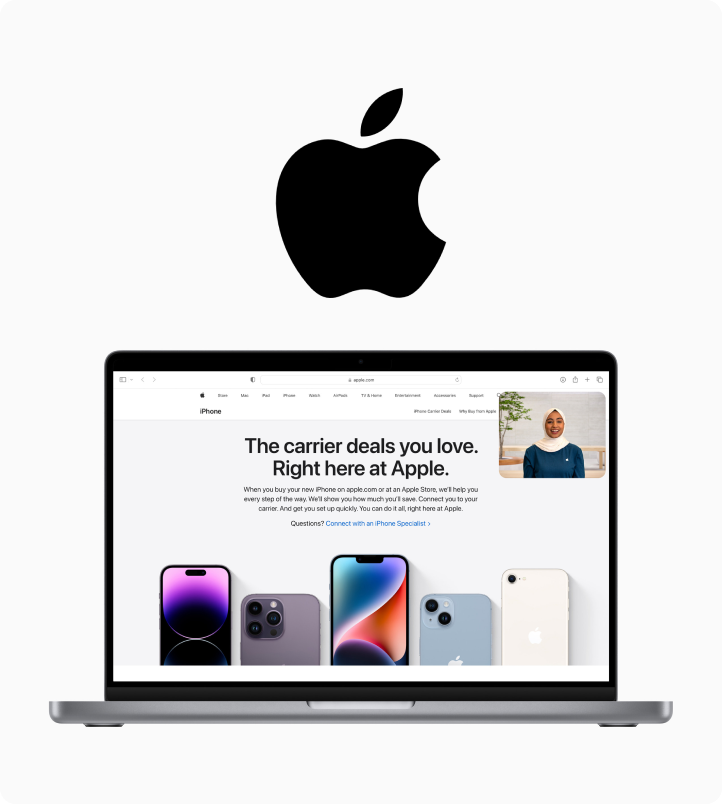 apple.com
Store Mac iPad iPhone Watch AirPods TV & Home Entertainment Accessories Support
iPhone
iPhone Carrier Deals Why Buy from Apple
The carrier deals you love.
Right here at Apple.
When you buy your new iPhone on apple.com or at an Apple Store, we'll help you
every step of the way. We'll show you how much you'll save. Connect you to your
carrier. And get you set up quickly. You can do it all, right here at Apple.
Questions? Connect with an iPhone Specialist >